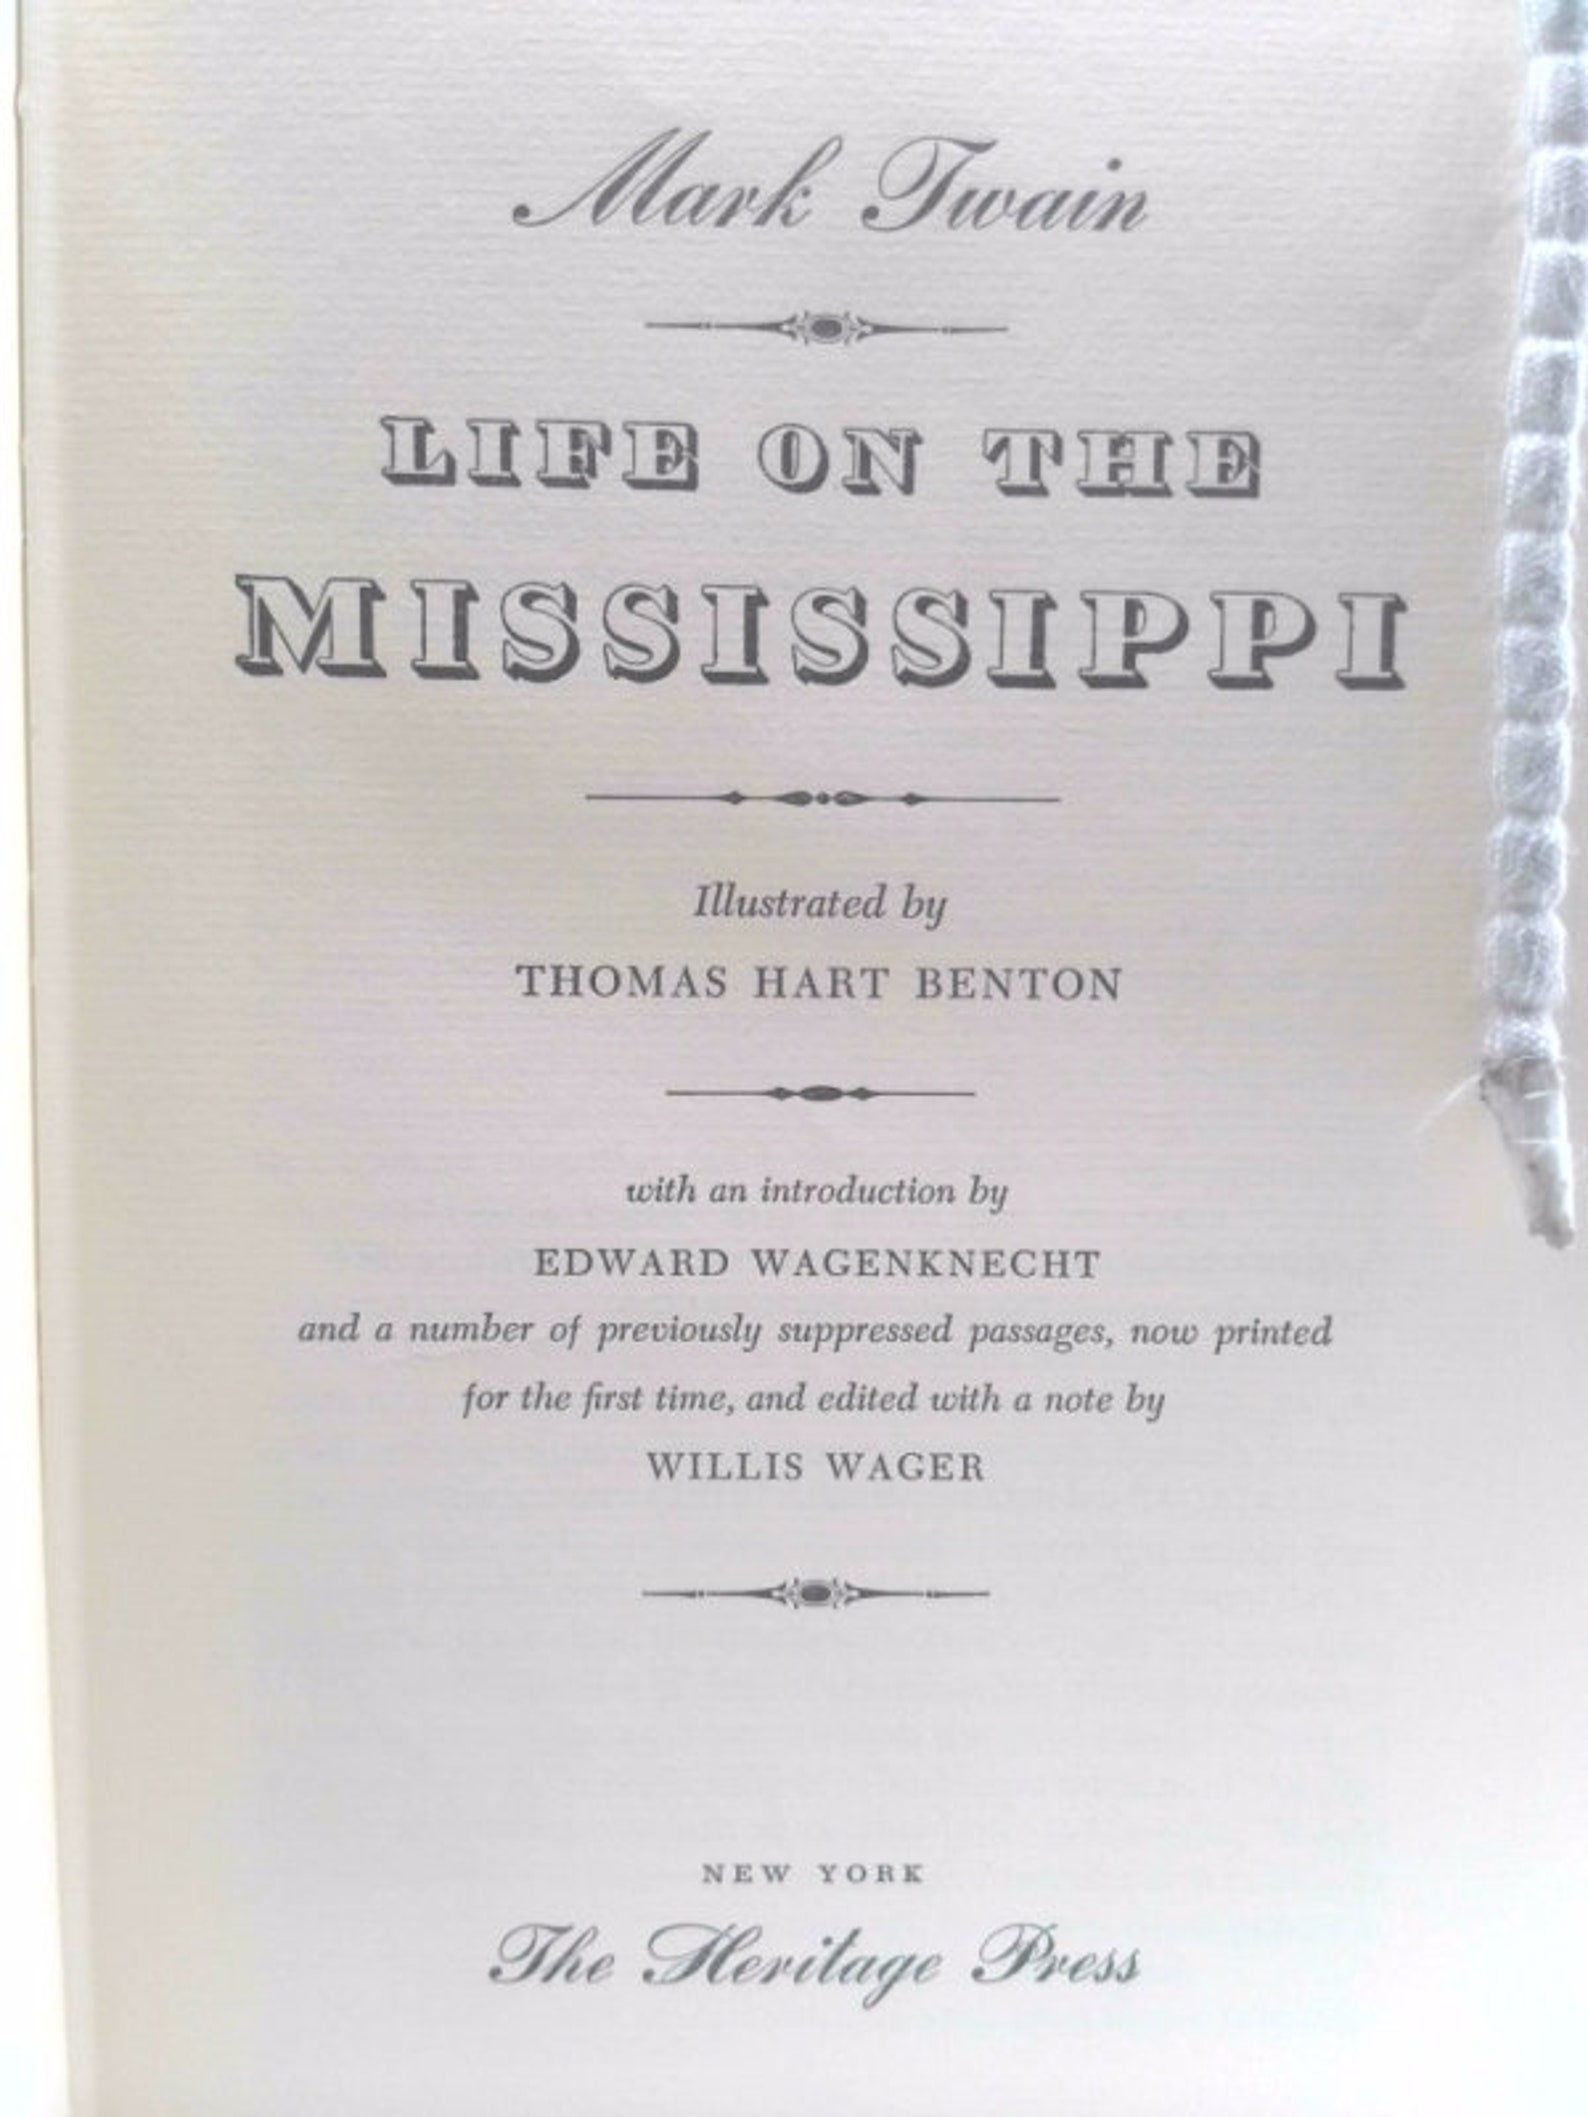 Mark Twain
LIFE ON THE
MISSISSIPPI
Illustrated by
THOMAS HART BENTON
with an introduction by
EDWARD WAGENKNECHT
and a number of previously suppressed passages, now printed
for the first time, and edited with a note by
WILLIS WAGER
NEW YORK
The Heritage Press